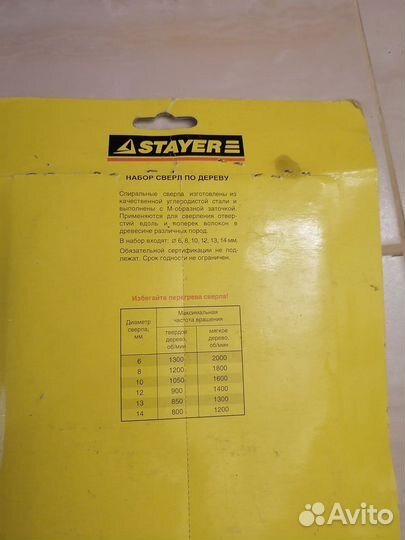 STAYER
НАБОР СВЕРЛ ПО ДЕРЕВУ
Спиральные сверла изготовлены из
качественной углеродистой стали и
выполнены с М-образной заточкой.
Применяются для сверления отвер-
стий вдоль и поперек волокон в
древесине различных пород.
В набор входят: Ø 6, 8, 10, 12, 13, 14 мм.
Обязательной сертификации не под-
лежат. Срок годности не ограничен.
Избегайте перегрева сверла!
Диаметр сверла, мм Максимальная частота вращения
твердое дерево, об/мин мягкое дерево, об/мин
6 1300 2000
8 1200 1800
10 1050 1600
12 900 1400
13 850 1300
14 800 1200
Avito